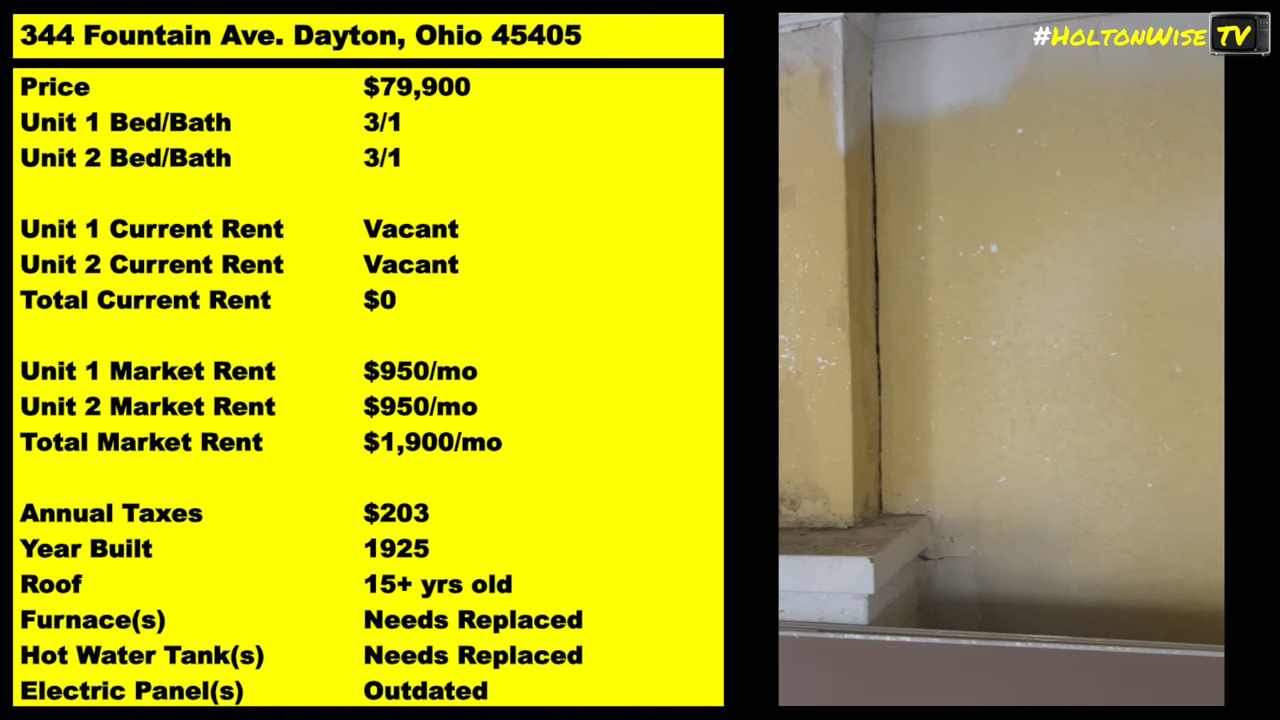 344 Fountain Ave. Dayton, Ohio 45405
#HoltonWise TV
Price $79,900
Unit 1 Bed/Bath 3/1
Unit 2 Bed/Bath 3/1
Unit 1 Current Rent Vacant
Unit 2 Current Rent Vacant
Total Current Rent $0
Unit 1 Market Rent $950/mo
Unit 2 Market Rent $950/mo
Total Market Rent $1,900/mo
Annual Taxes $203
Year Built 1925
Roof 15+ yrs old
Furnace(s) Needs Replaced
Hot Water Tank(s) Needs Replaced
Electric Panel(s) Outdated